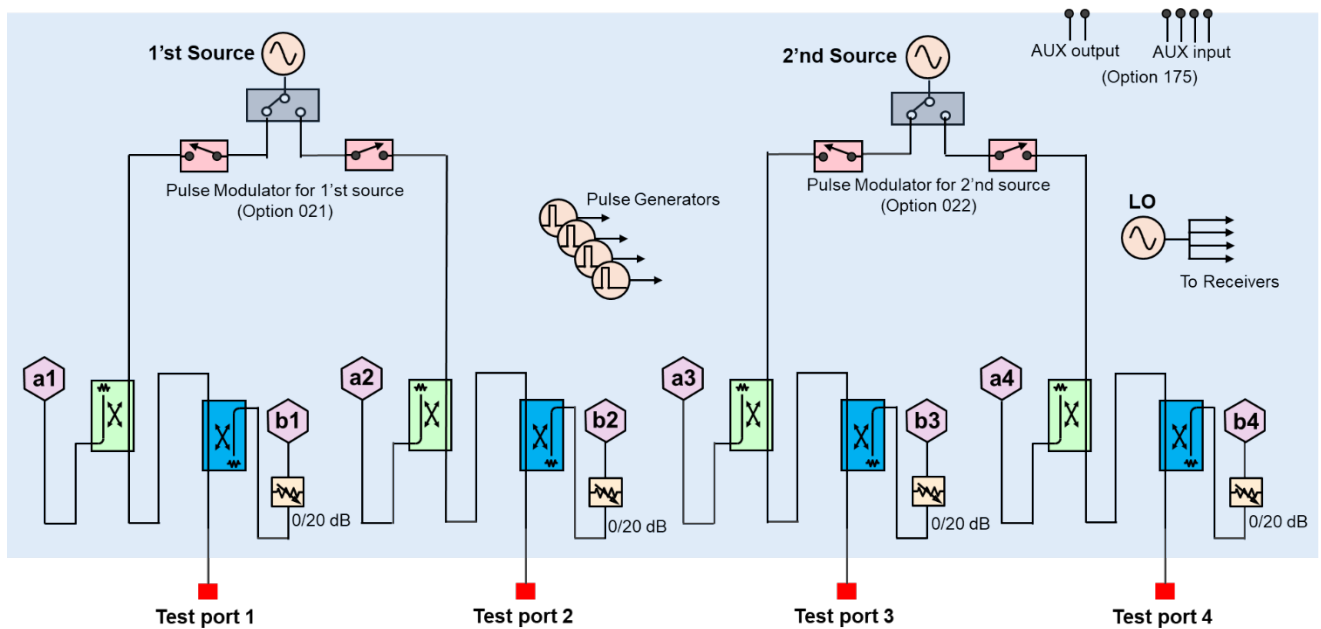 1'st Source
2'nd Source
AUX output
AUX input
(Option 175)
Pulse Modulator for 1'st source
(Option 021)
Pulse Generators
Pulse Modulator for 2'nd source
(Option 022)
LO
To Receivers
a1
b1
a2
b2
a3
b3
a4
b4
0/20 dB
0/20 dB
0/20 dB
0/20 dB
Test port 1
Test port 2
Test port 3
Test port 4